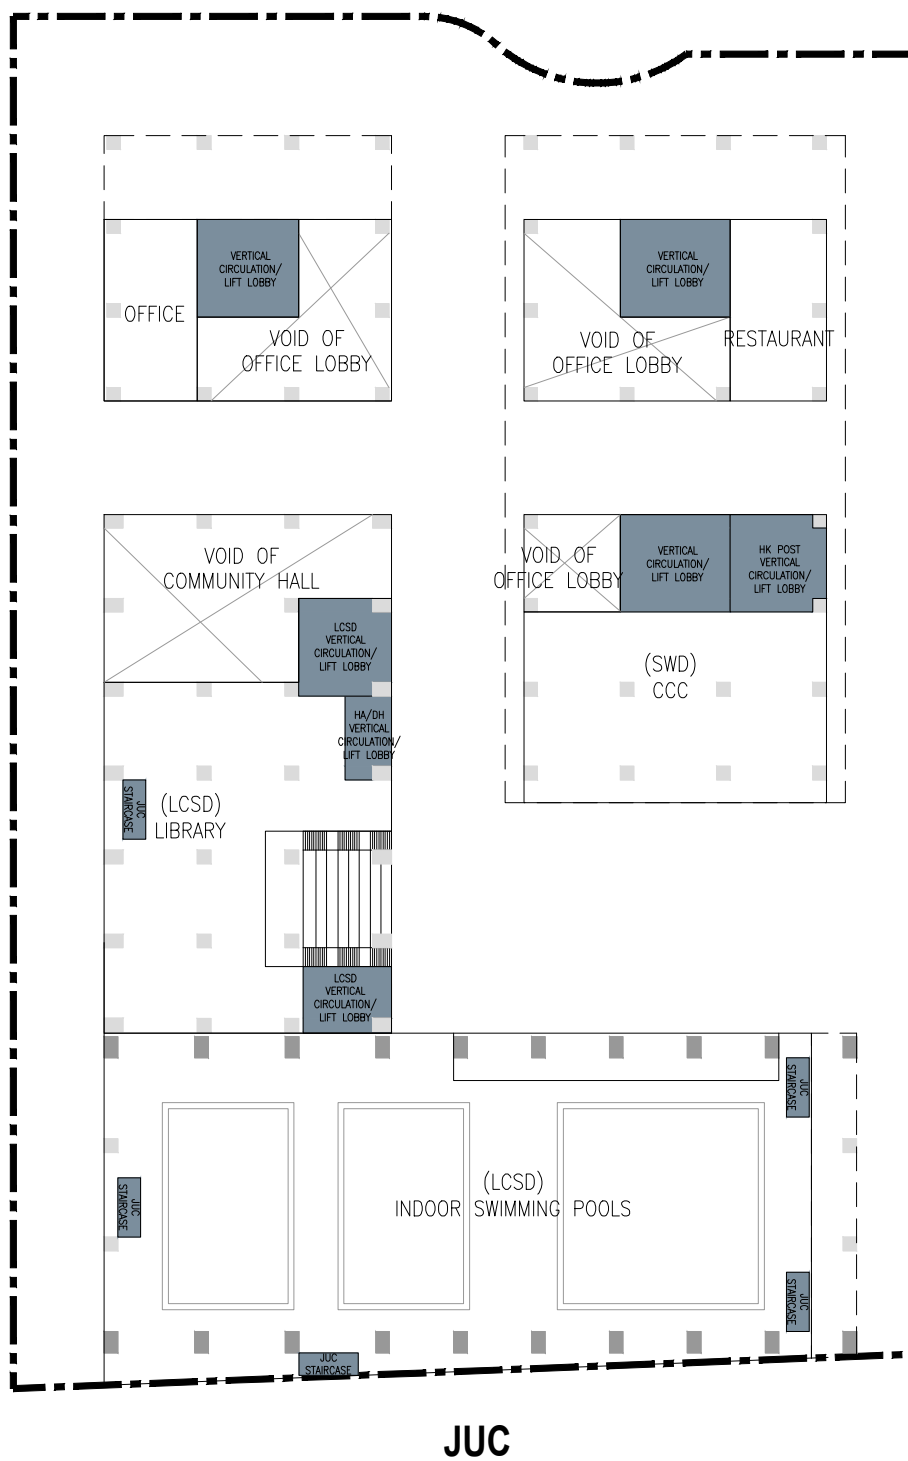 VERTICAL
CIRCULATION/
LIFT LOBBY
VERTICAL
CIRCULATION/
LIFT LOBBY
OFFICE
VOID OF
OFFICE LOBBY
VOID OF
OFFICE LOBBY
RESTAURANT
VOID OF
COMMUNITY HALL
VOID OF
OFFICE LOBBY
VERTICAL
CIRCULATION/
LIFT LOBBY
HK POST
VERTICAL
CIRCULATION/
LIFT LOBBY
LCSD
VERTICAL
CIRCULATION/
LIFT LOBBY
(SWD)
CCC
HA/DH
VERTICAL
CIRCULATION/
LIFT LOBBY
JUC
STAIRCASE
(LCSD)
LIBRARY
LCSD
VERTICAL
CIRCULATION/
LIFT LOBBY
JUC
STAIRCASE
(LCSD)
INDOOR SWIMMING POOLS
JUC
STAIRCASE
JUC
STAIRCASE
JUC
STAIRCASE
JUC